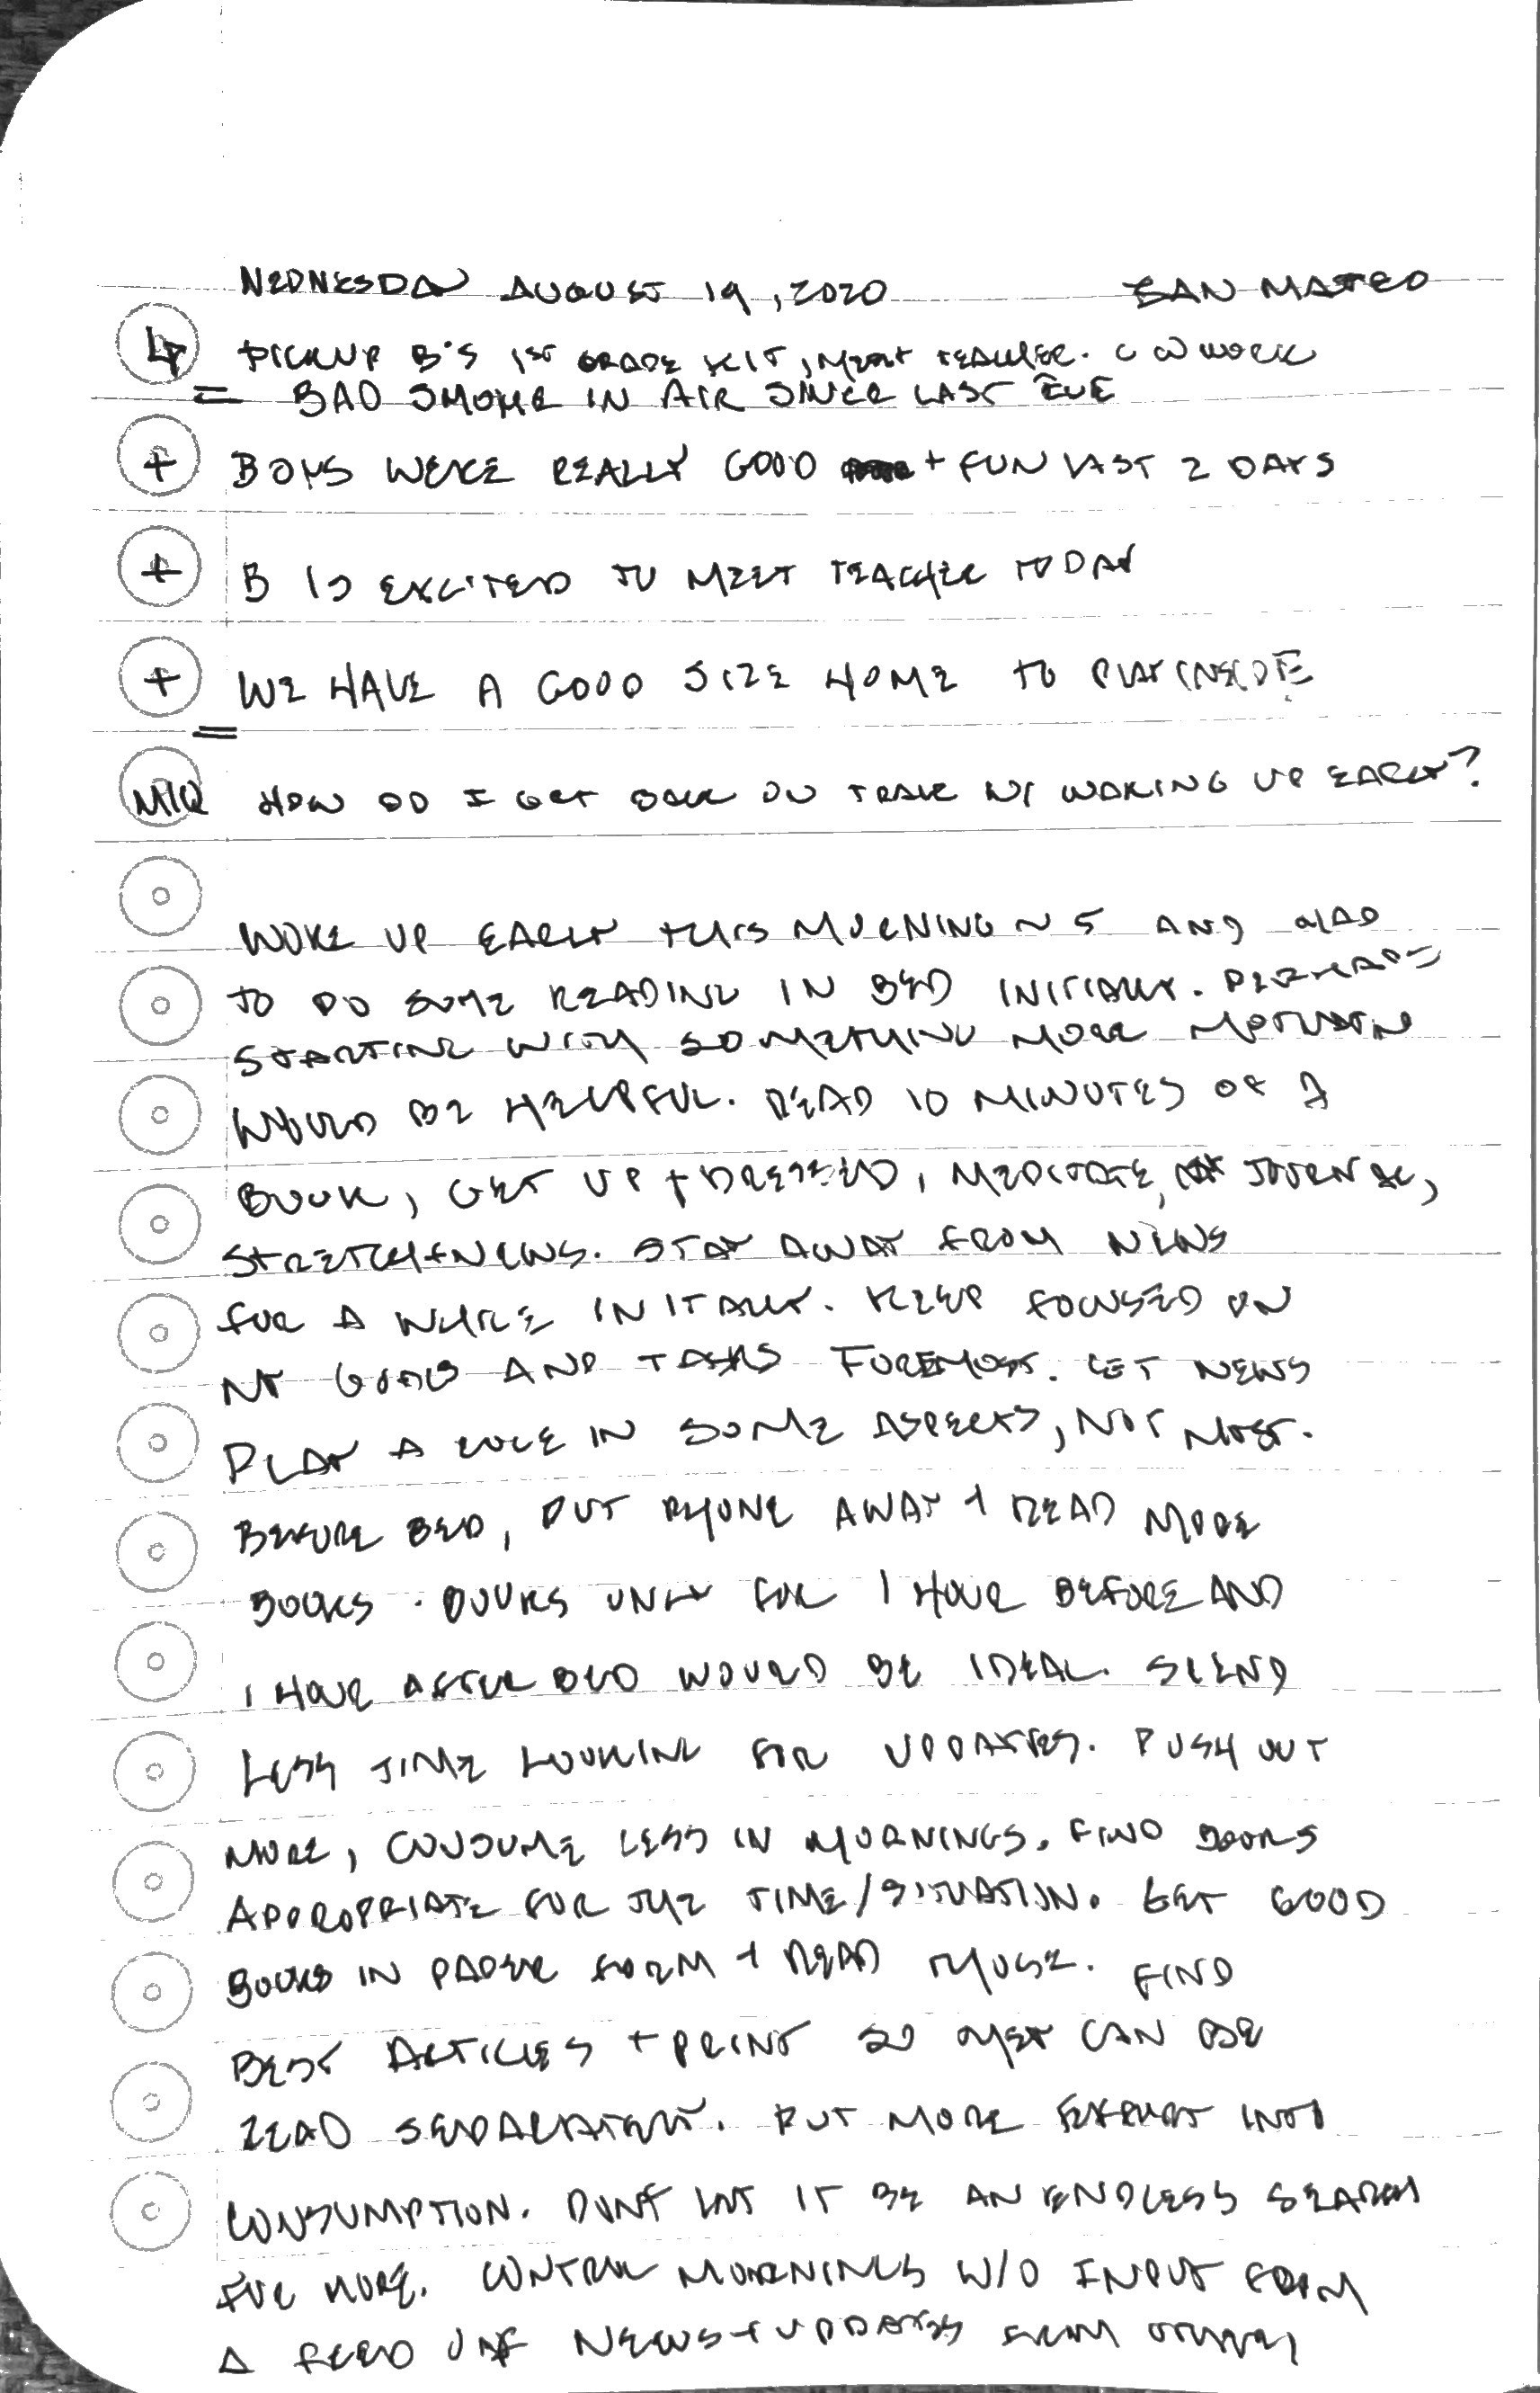 WEDNESDAY AUGUST 19, 2020 SAN MATEO
PICKUP B'S 1ST GRADE KIT, MEET TEACHER. WORK
= BAD SMOKE IN AIR SINCE LAST EVE
+ BOYS WERE REALLY GOOD + FUN LAST 2 DAYS
+ B IS EXCITED TO MEET TEACHER TODAY
+ WE HAVE A GOOD SIZE HOME TO PLAY INSIDE
=
MIQ HOW DO I GET BACK ON TRACK W/ WAKING UP EARLY?
WOKE UP EARLY THIS MORNING ~ 5 AND HAD
TO DO SOME READING IN BED INITIALLY. PERHAPS
STARTING WITH SOMETHING MORE
WOULD BE HELPFUL. READ 10 MINUTES OF A
BOOK, GET UP + DRESSED, MEDITATE, JOURNAL,
STRETCH + NEWS. STAY AWAY FROM NEWS
FOR A WHILE INITALLY. KEEP FOCUSED ON
MY GOALS AND TASKS FOREMOST. LET NEWS
PLAY A ROLE IN SOME ASPECTS, NOT MOST.
BEFORE BED, PUT PHONE AWAY + READ MORE
BOOKS. BOOKS ONLY FOR 1 HOUR BEFORE AND
1 HOUR AFTER BED WOULD BE IDEAL. SPEND
LESS TIME LOOKING FOR UPDATES. PUSH OUT
MORE, CONSUME LESS IN MORNINGS. FIND BOOKS
APPROPRIATE FOR THE TIME/SITUATION. GET GOOD
BOOKS IN PAPER FORM + READ THOSE. FIND
BEST ARTICLES + PRINT SO THEY CAN BE
READ SEPARATELY. PUT MORE EFFORT INTO
CONSUMPTION. DON'T LET IT BE AN ENDLESS SEARCH
FOR MORE. CONTROL MORNINGS W/O INPUT FROM
A FEED OF NEWS + UPDATES FROM OTHERS